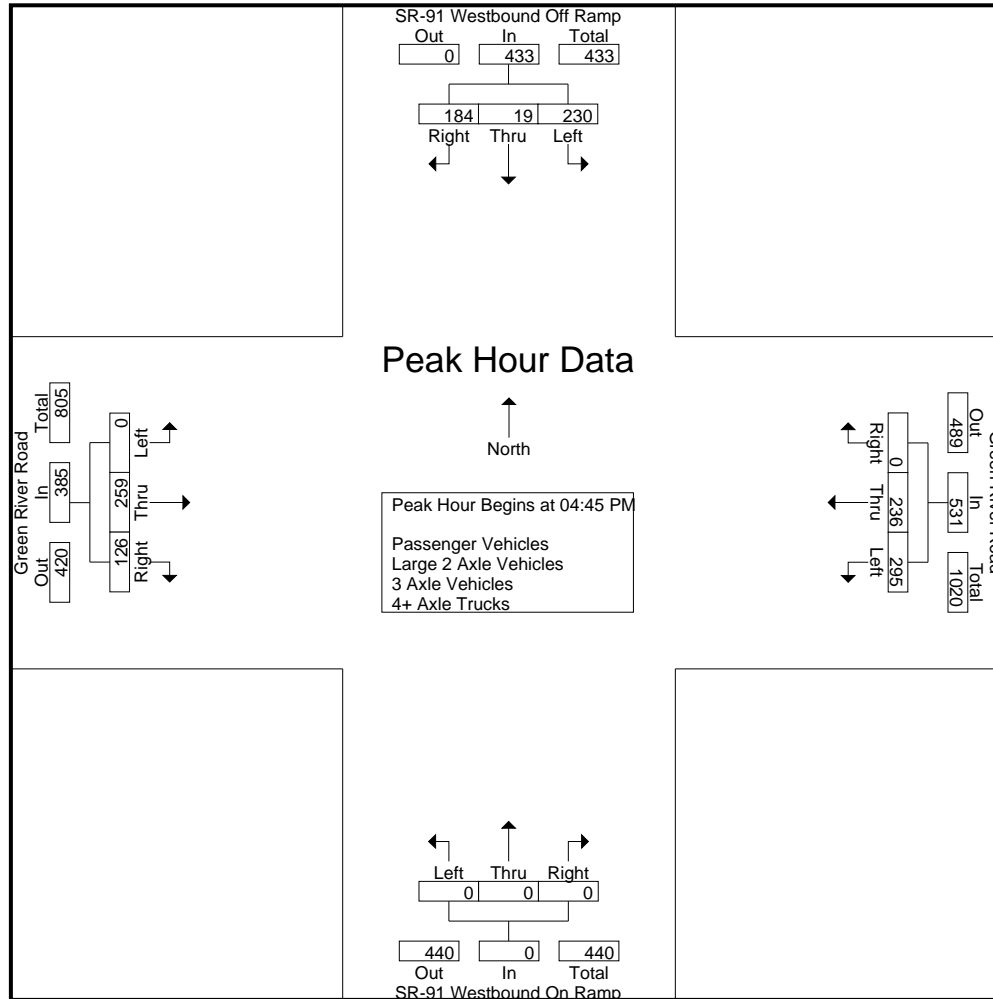 SR-91 Westbound Off Ramp
Out In Total
0 433 433
184 19 230
Right Thru Left
Peak Hour Data
North
Peak Hour Begins at 04:45 PM
Passenger Vehicles
Large 2 Axle Vehicles
3 Axle Vehicles
4+ Axle Trucks
Green River Road
Total In Out
805 385 420
0 259 126
Left Thru Right
Right Thru Left
0 236 295
489 531 1020
Out In Total
Left Thru Right
0 0 0
440 0 440
Out In Total
SR-91 Westbound On Ramp